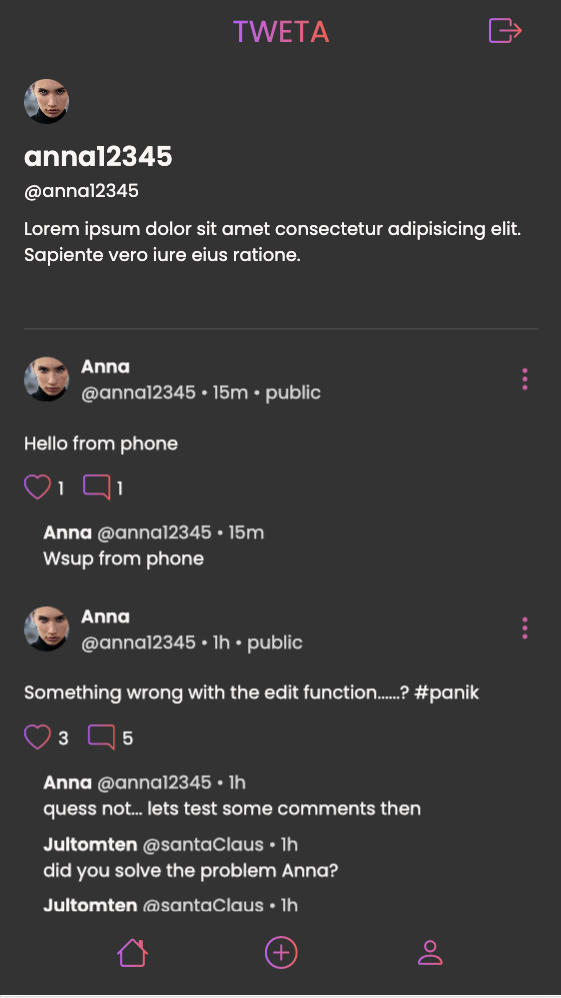 TWETA
anna12345
@anna12345
Lorem ipsum dolor sit amet consectetur adipisicing elit.
Sapiente vero iure eius ratione.
Anna
@anna12345 • 15m • public
Hello from phone
1 1
Anna @anna12345 • 15m
Wsup from phone
Anna
@anna12345 • 1h • public
Something wrong with the edit function......? #panik
3 5
Anna @anna12345 • 1h
quess not... lets test some comments then
Jultomten @santaClaus • 1h
did you solve the problem Anna?
Jultomten @santaClaus • 1h